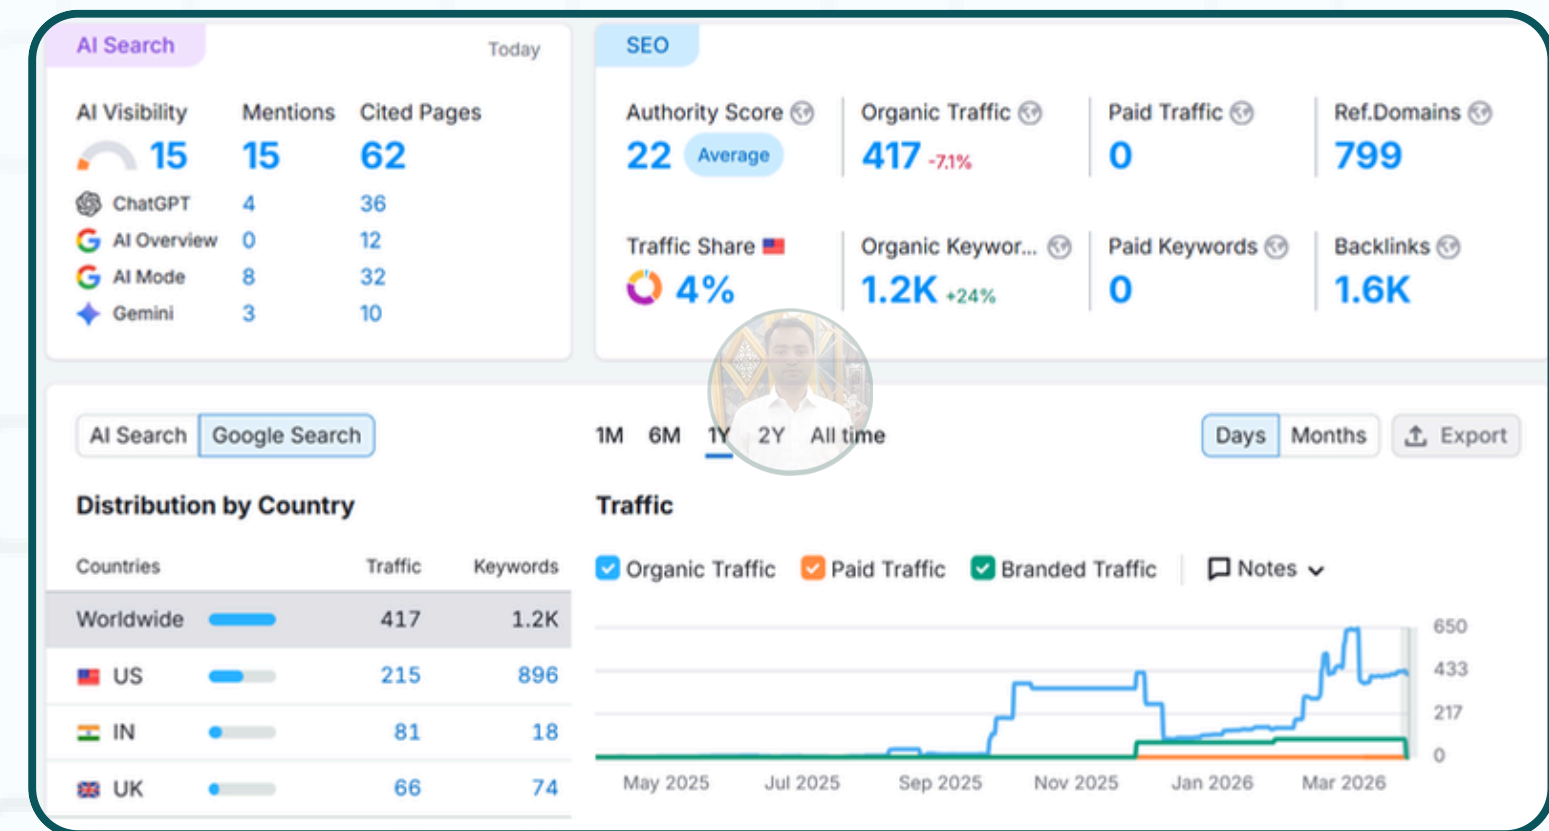 AI Search
Today
AI Visibility Mentions Cited Pages
15 15 62
ChatGPT 4 36
AI Overview 0 12
AI Mode 8 32
Gemini 3 10
SEO
Authority Score Organic Traffic Paid Traffic Ref.Domains
22 Average 417 -7.1% 0 799
Traffic Share Organic Keywor... Paid Keywords Backlinks
4% 1.2K +24% 0 1.6K
AI Search Google Search
1M 6M 1Y 2Y All time
Days Months Export
Distribution by Country
Countries Traffic Keywords
Worldwide 417 1.2K
US 215 896
IN 81 18
UK 66 74
Traffic
Organic Traffic Paid Traffic Branded Traffic Notes
650
433
217
0
May 2025 Jul 2025 Sep 2025 Nov 2025 Jan 2026 Mar 2026